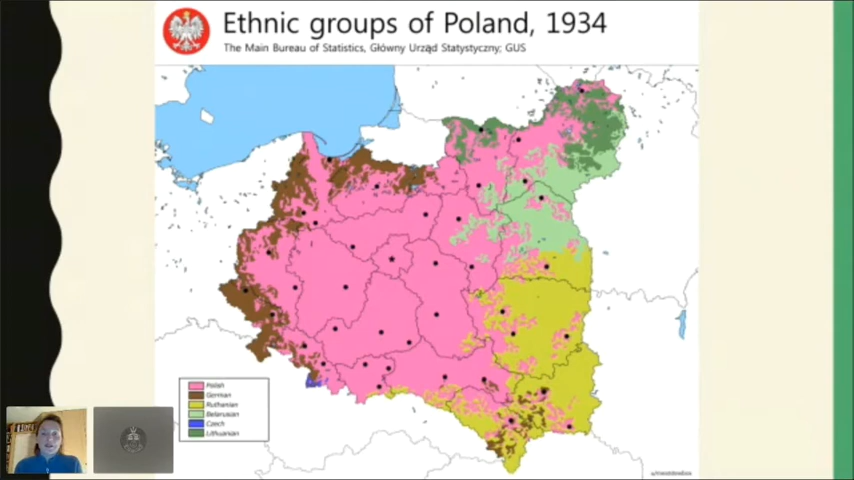 Ethnic groups of Poland, 1934
The Main Bureau of Statistics, Główny Urząd Statystyczny; GUS
Polish
German
Ruthenian
Belarusian
Czech
Lithuanian